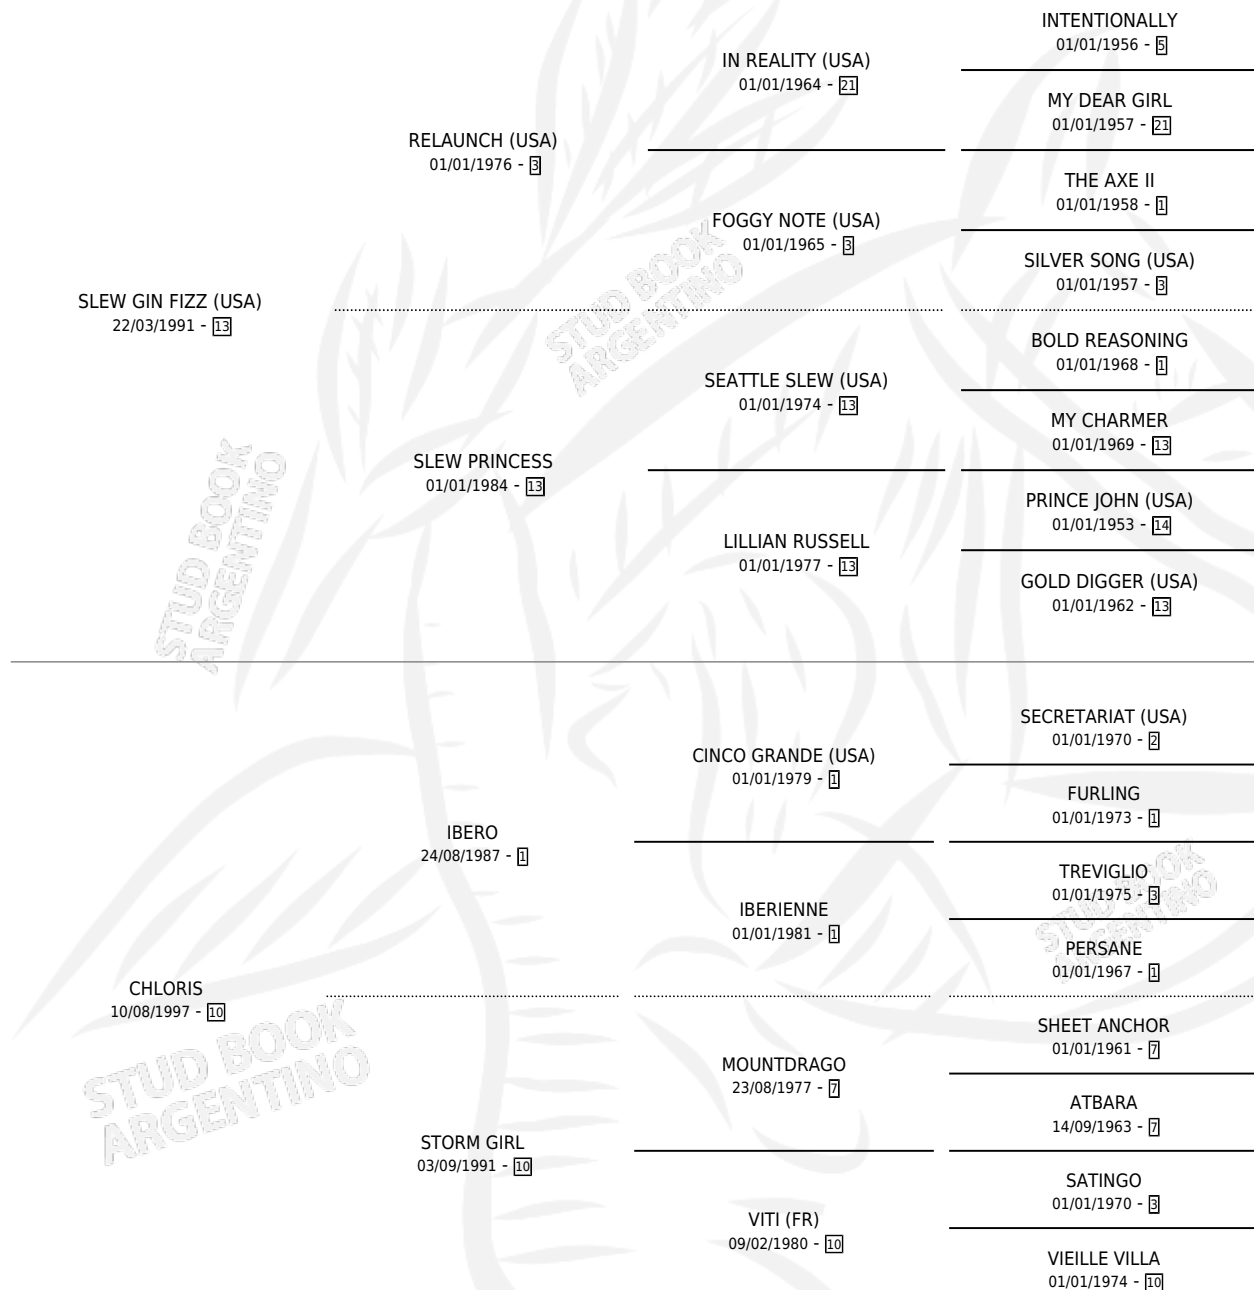 INTENTIONALLY
01/01/1956 - 5
IN REALITY (USA)
01/01/1964 - 21
MY DEAR GIRL
01/01/1957 - 21
RELAUNCH (USA)
01/01/1976 - 3
THE AXE II
01/01/1958 - 1
FOGGY NOTE (USA)
01/01/1965 - 3
SILVER SONG (USA)
01/01/1957 - 3
SLEW GIN FIZZ (USA)
22/03/1991 - 13
BOLD REASONING
01/01/1968 - 1
SEATTLE SLEW (USA)
01/01/1974 - 13
MY CHARMER
01/01/1969 - 13
SLEW PRINCESS
01/01/1984 - 13
PRINCE JOHN (USA)
01/01/1953 - 14
LILLIAN RUSSELL
01/01/1977 - 13
GOLD DIGGER (USA)
01/01/1962 - 13
SECRETARIAT (USA)
01/01/1970 - 2
CINCO GRANDE (USA)
01/01/1979 - 1
FURLING
01/01/1973 - 1
IBERO
24/08/1987 - 1
TREVIGLIO
01/01/1975 - 3
IBERIENNE
01/01/1981 - 1
PERSANE
01/01/1967 - 1
CHLORIS
10/08/1997 - 10
SHEET ANCHOR
01/01/1961 - 7
MOUNTDRAGO
23/08/1977 - 7
ATBARA
14/09/1963 - 7
STORM GIRL
03/09/1991 - 10
SATINGO
01/01/1970 - 3
VITI (FR)
09/02/1980 - 10
VIEILLE VILLA
01/01/1974 - 10
STUD BOOK
ARGENTINO
STUD BOOK
ARGENTINO
STUD BOOK
ARGENTINO
STUD BOOK
ARGENTINO